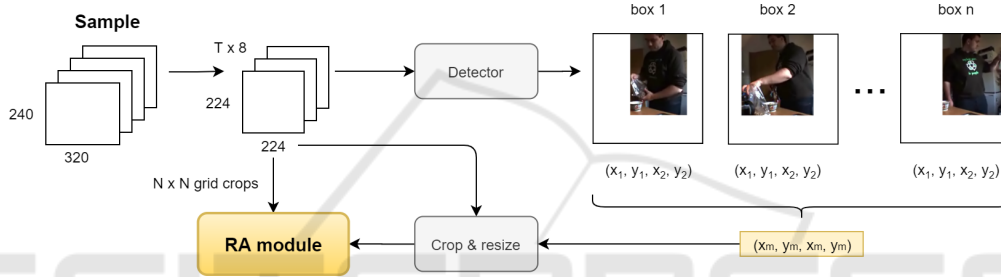 Sample
240
320
T x 8
224
224
Detector
box 1
box 2
box n
...
(x₁, y₁, x₂, y₂)
(x₁, y₁, x₂, y₂)
(x₁, y₁, x₂, y₂)
N x N grid crops
RA module
Crop & resize
(xₘ, yₘ, xₘ, yₘ)